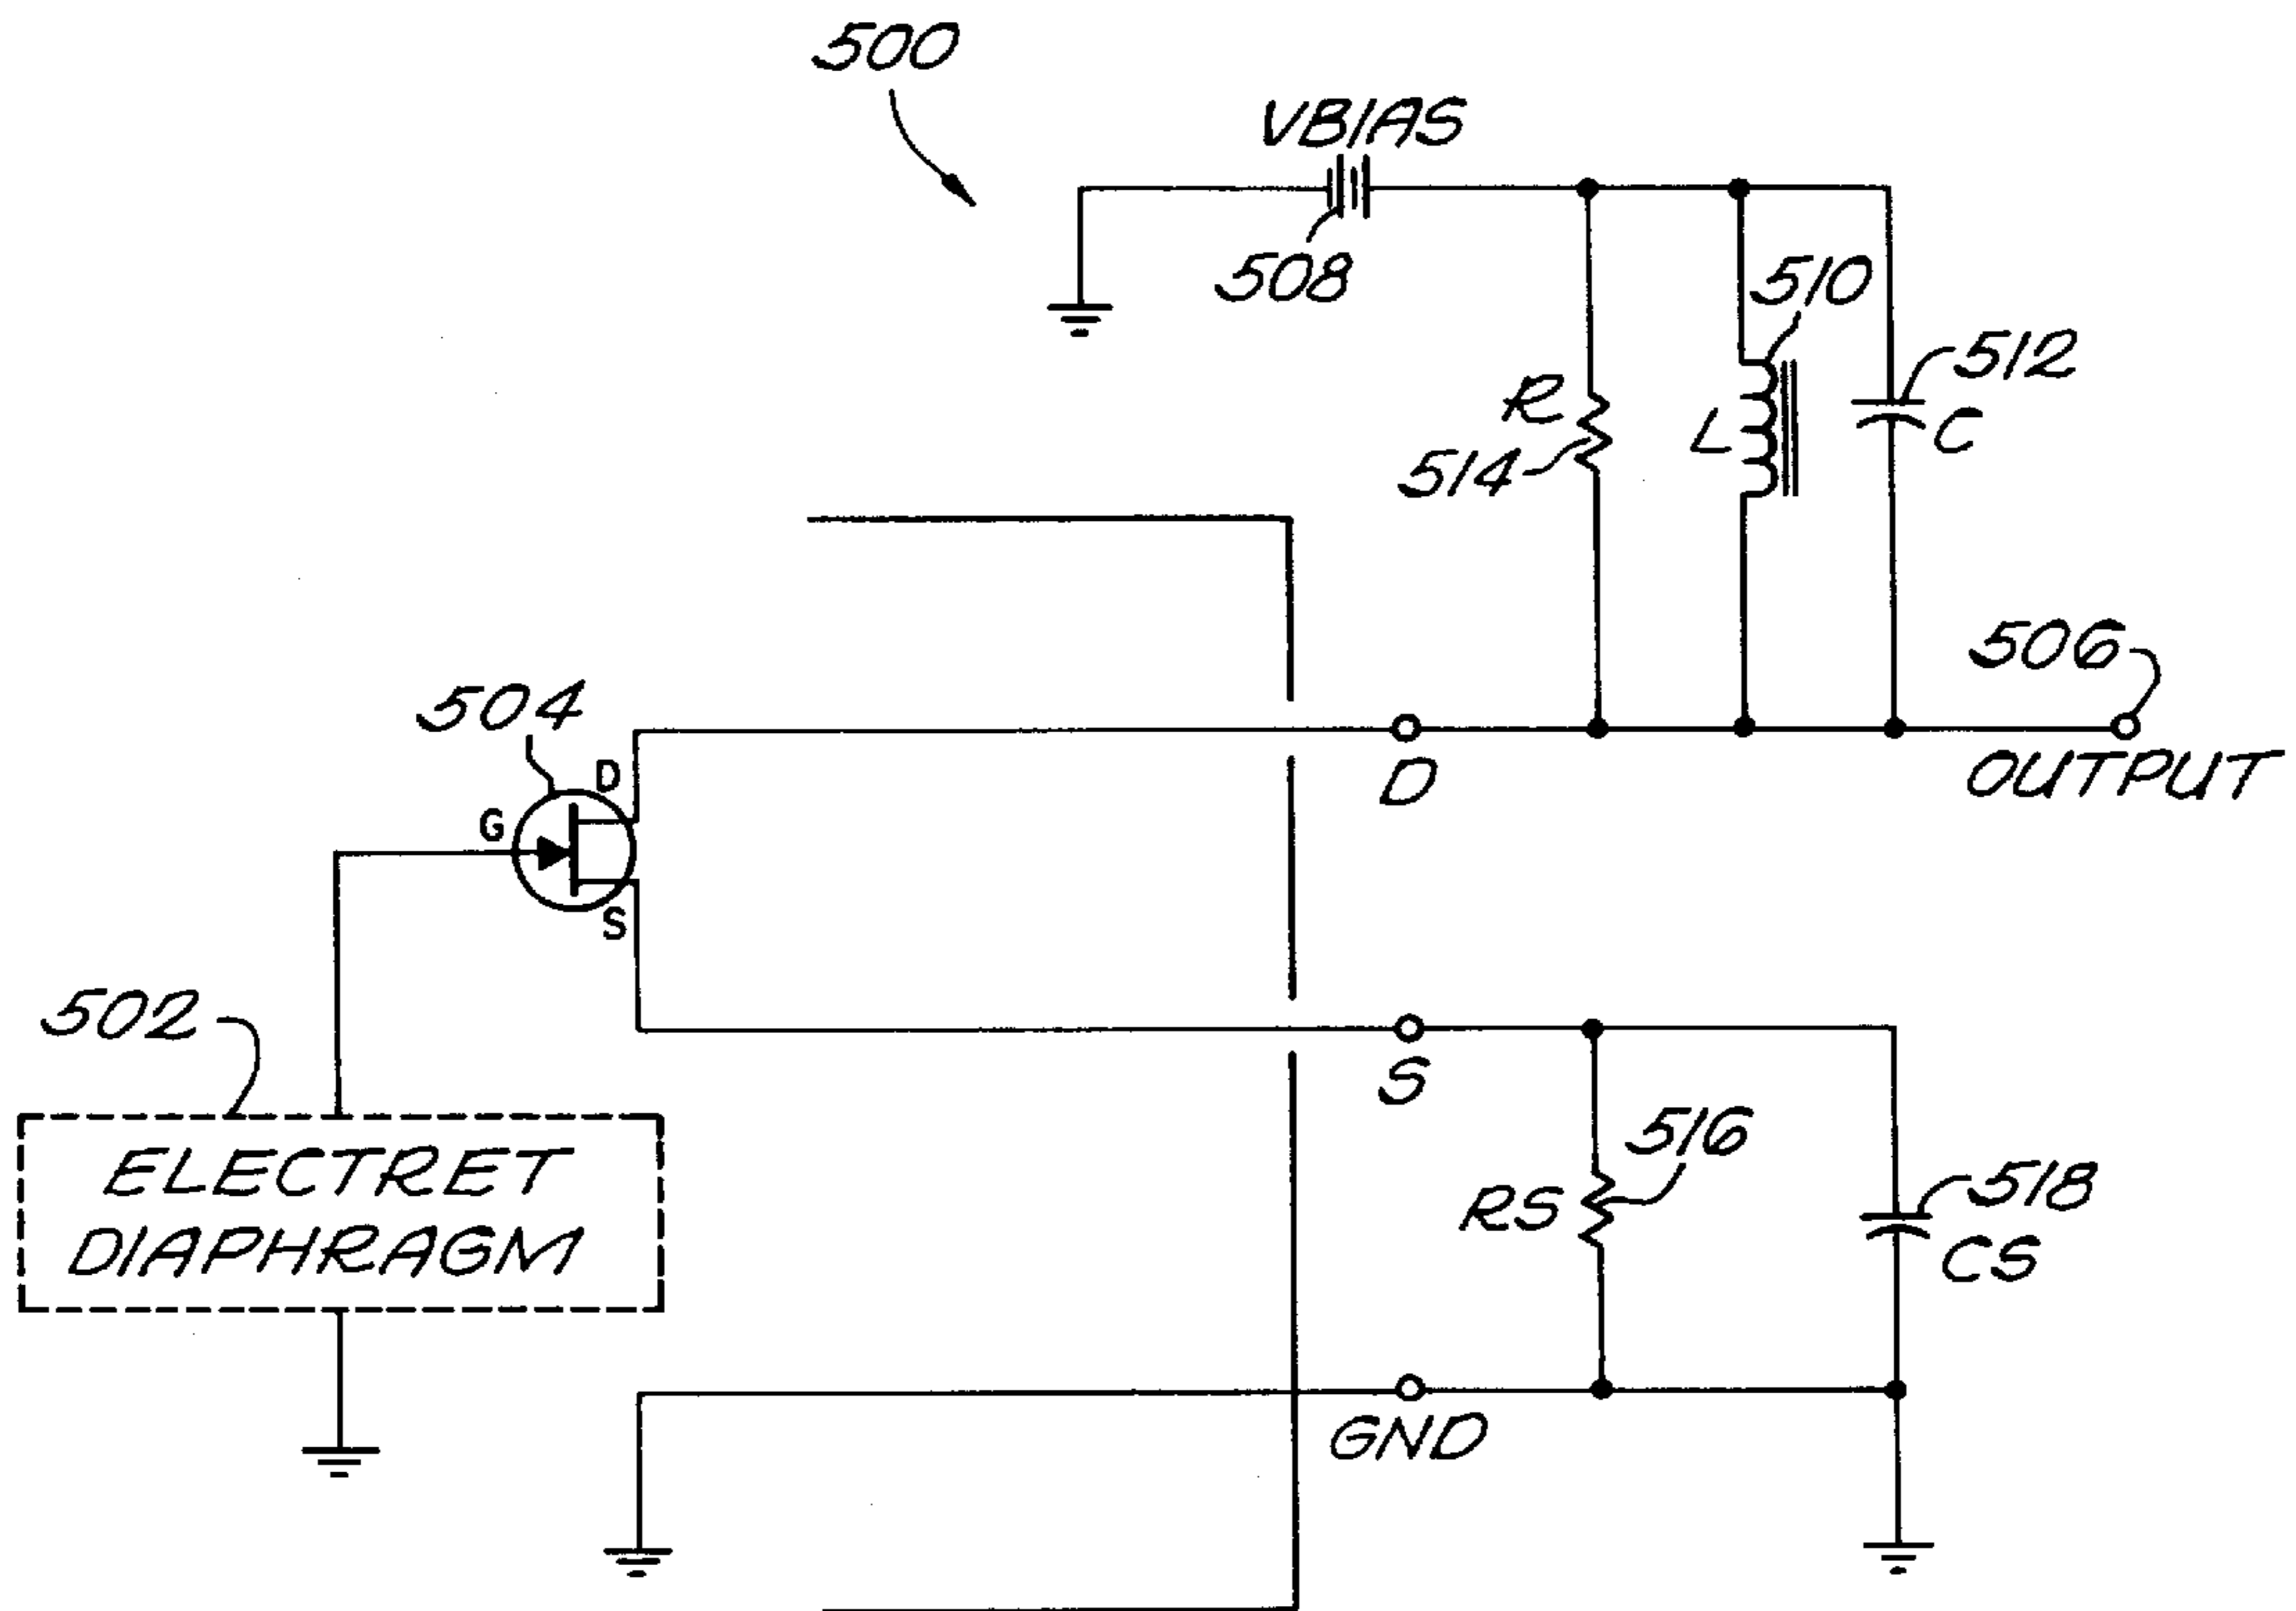 500
VBIAS
508
510
512
R
L
C
514
506
504
D
G
D
OUTPUT
S
502
S
516
ELECTRET
DIAPHRAGM
RS
518
CS
GND